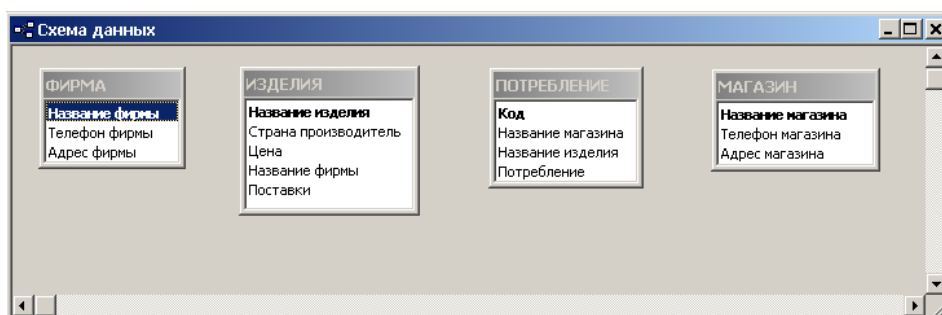 Схема данных
ФИРМА
Название фирмы
Телефон фирмы
Адрес фирмы
ИЗДЕЛИЯ
Название изделия
Страна производитель
Цена
Название фирмы
Поставки
ПОТРЕБЛЕНИЕ
Код
Название магазина
Название изделия
Потребление
МАГАЗИН
Название магазина
Телефон магазина
Адрес магазина